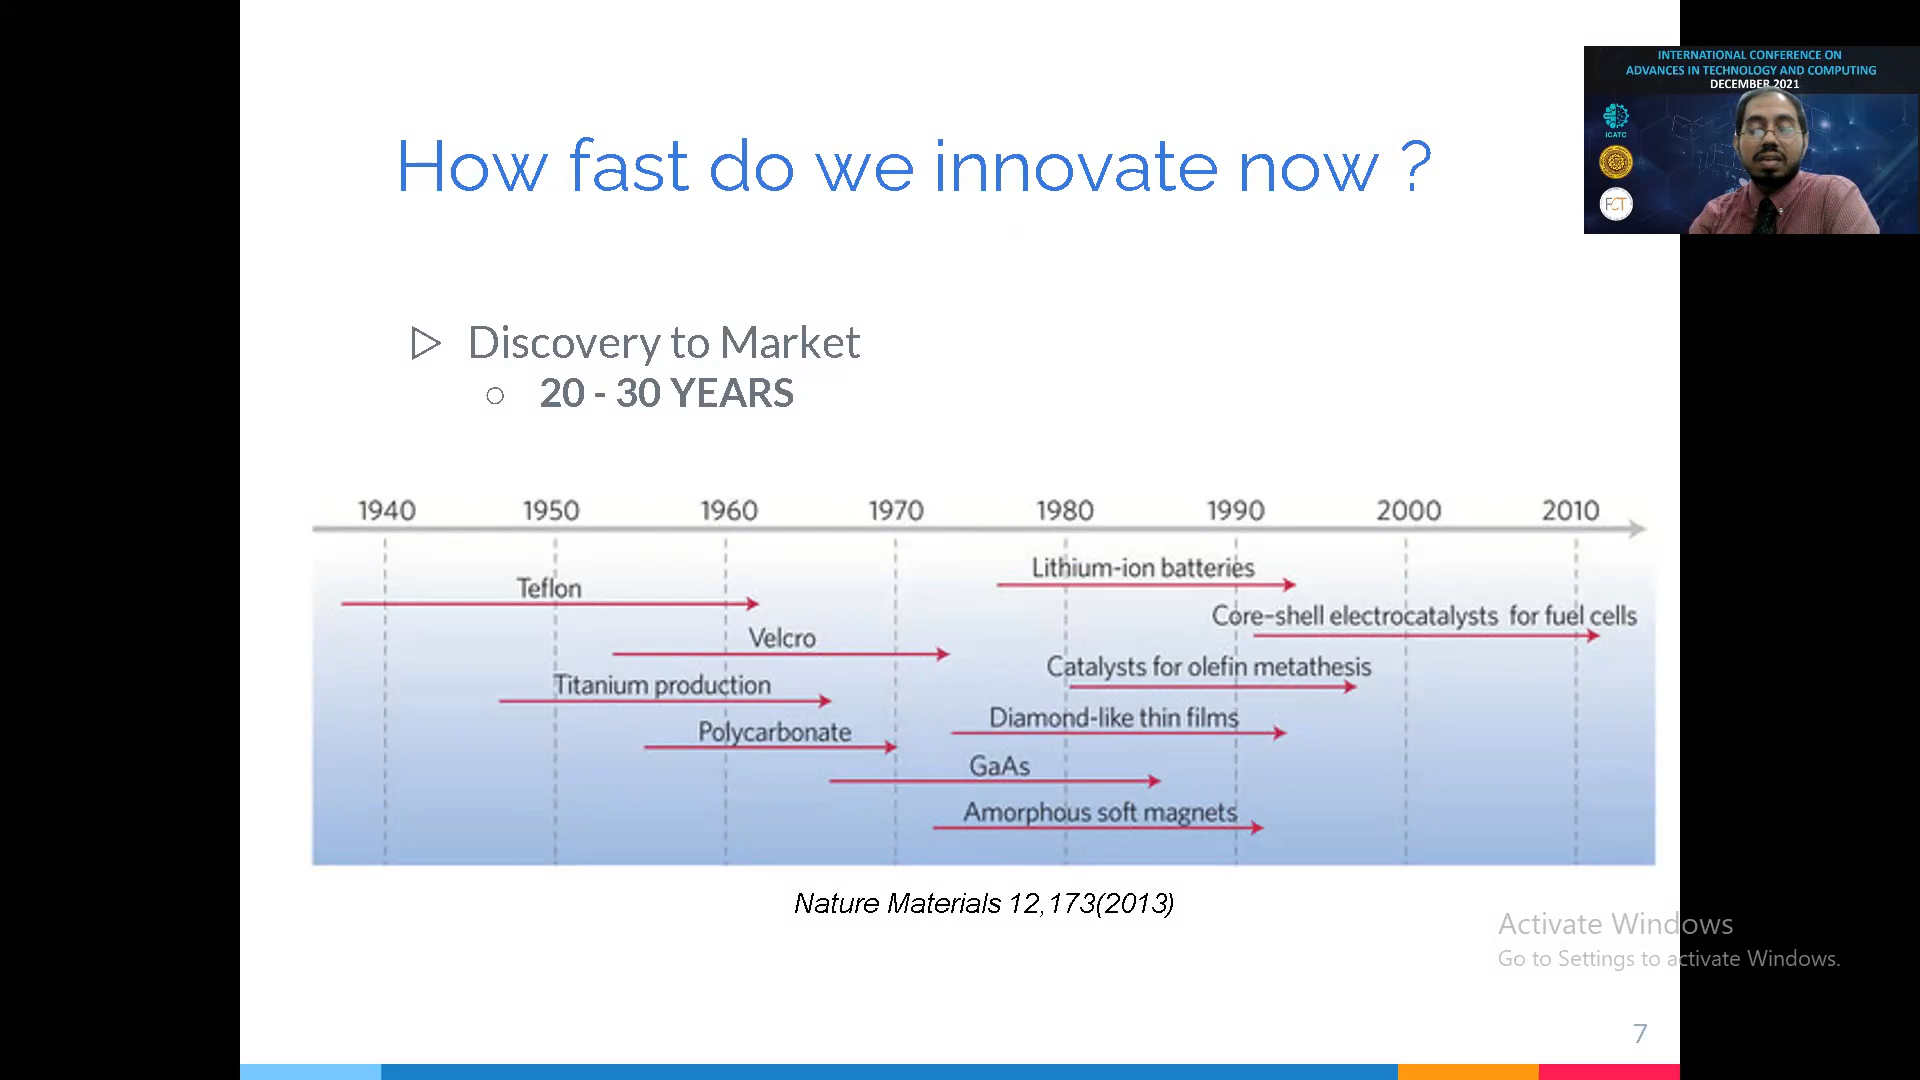 INTERNATIONAL CONFERENCE ON
ADVANCES IN TECHNOLOGY AND COMPUTING
DECEMBER 2021
ICATC
FCT
How fast do we innovate now ?
Discovery to Market
20 - 30 YEARS
1940 1950 1960 1970 1980 1990 2000 2010
Lithium-ion batteries
Teflon
Core-shell electrocatalysts for fuel cells
Velcro
Catalysts for olefin metathesis
Titanium production
Diamond-like thin films
Polycarbonate
GaAs
Amorphous soft magnets
Nature Materials 12,173(2013)
Activate Windows
Go to Settings to activate Windows.
7